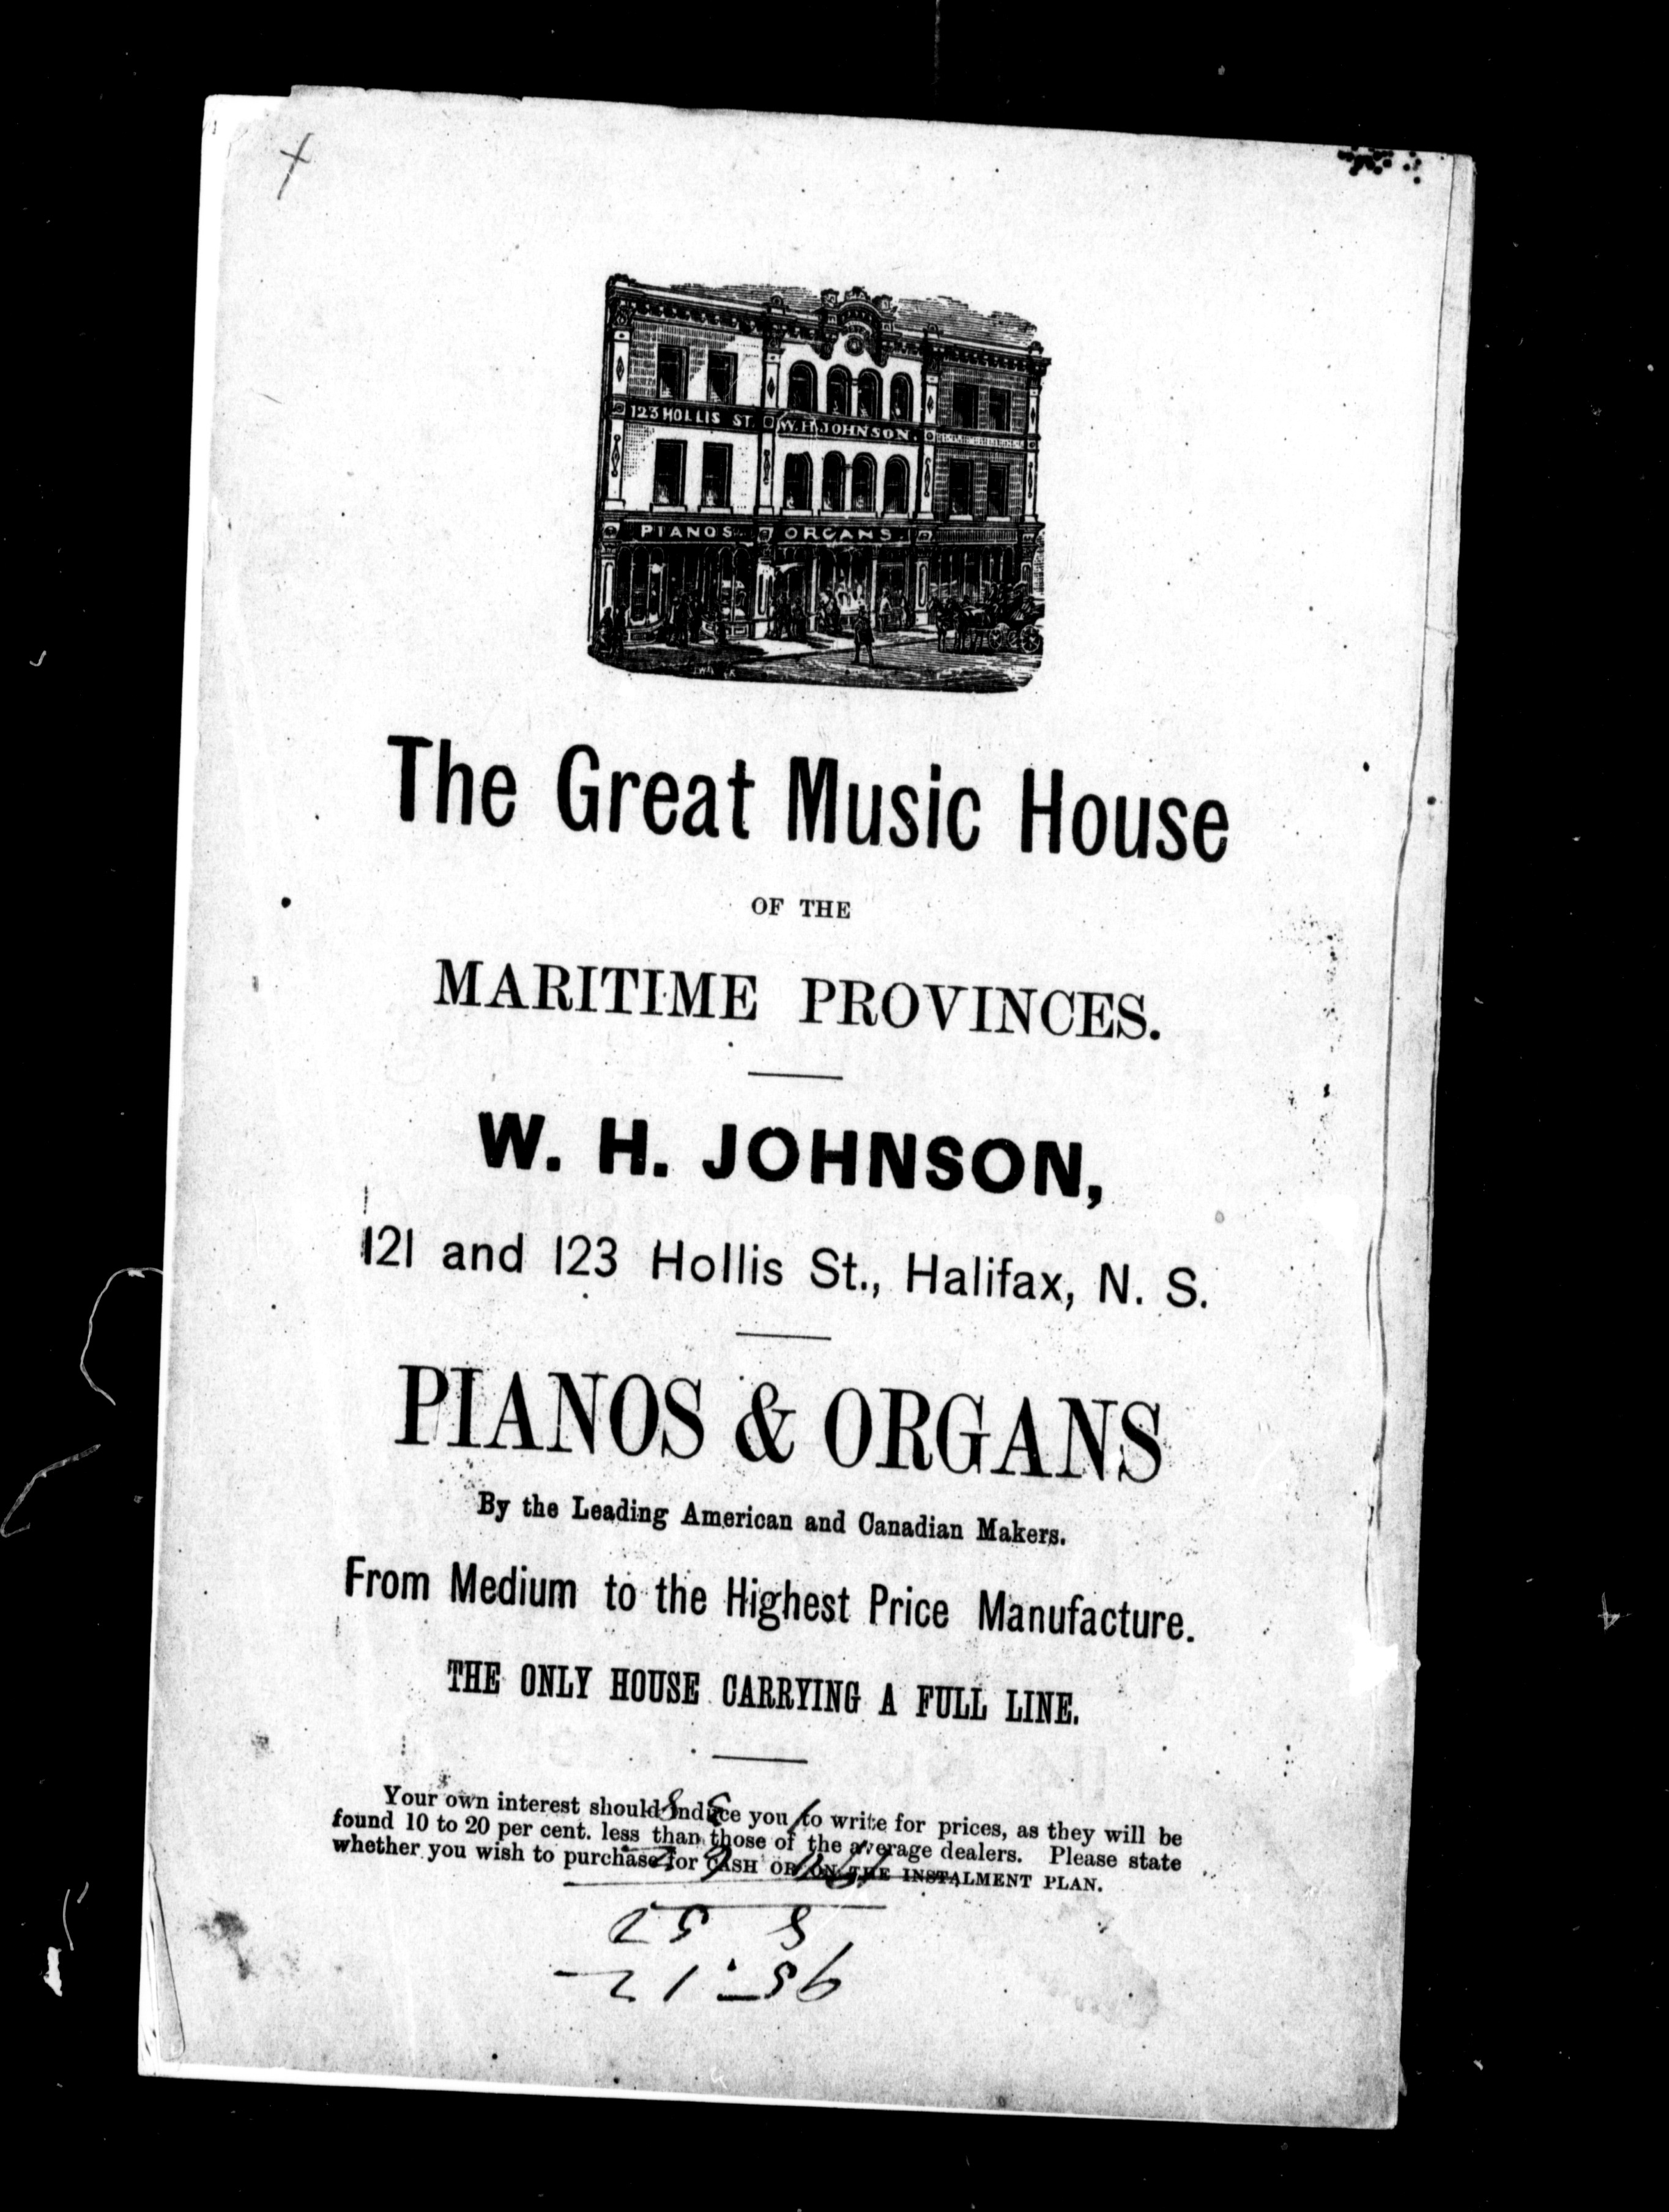 123 HOLLIS ST. W. H. JOHNSON.
PIANOS. ORGANS.
The Great Music House
OF THE
MARITIME PROVINCES.
W. H. JOHNSON,
121 and 123 Hollis St., Halifax, N. S.
PIANOS & ORGANS
By the Leading American and Canadian Makers.
From Medium to the Highest Price Manufacture.
THE ONLY HOUSE CARRYING A FULL LINE.
Your own interest should induce you to write for prices, as they will be
found 10 to 20 per cent. less than those of the average dealers. Please state
whether you wish to purchase for CASH OR ON THE INSTALMENT PLAN.